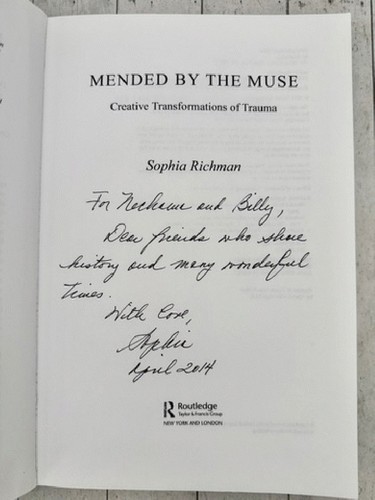 MENDED BY THE MUSE
Creative Transformations of Trauma
Sophia Richman
For Nechama and Billy,
Dear friends who share
history and many wonderful
times.
With love,
Sophia
April 2014
R Routledge
Taylor & Francis Group
NEW YORK AND LONDON